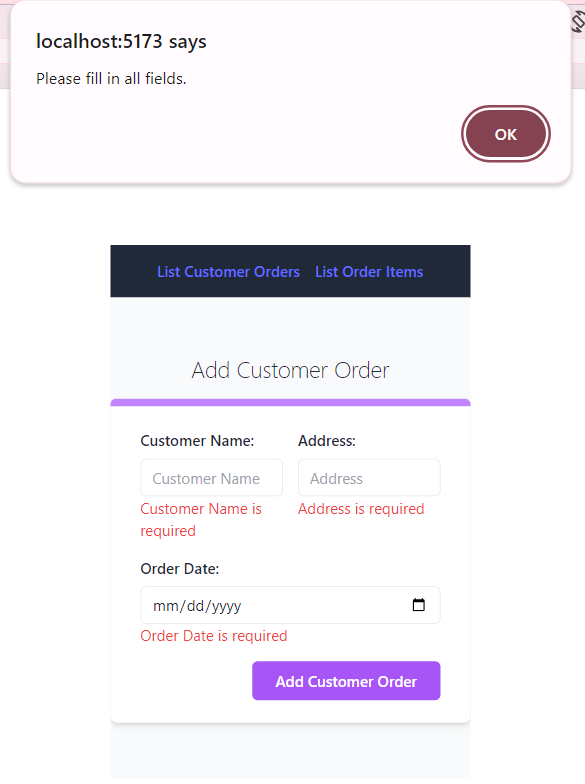 localhost:5173 says
Please fill in all fields.
OK
List Customer Orders List Order Items
Add Customer Order
Customer Name: Address:
Customer Name Address
Customer Name is Address is required
required
Order Date:
mm/dd/yyyy
Order Date is required
Add Customer Order